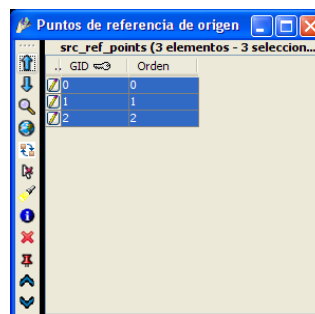 Puntos de referencia de origen
src_ref_points (3 elementos - 3 seleccion...
.. GID Orden
0 0
1 1
2 2